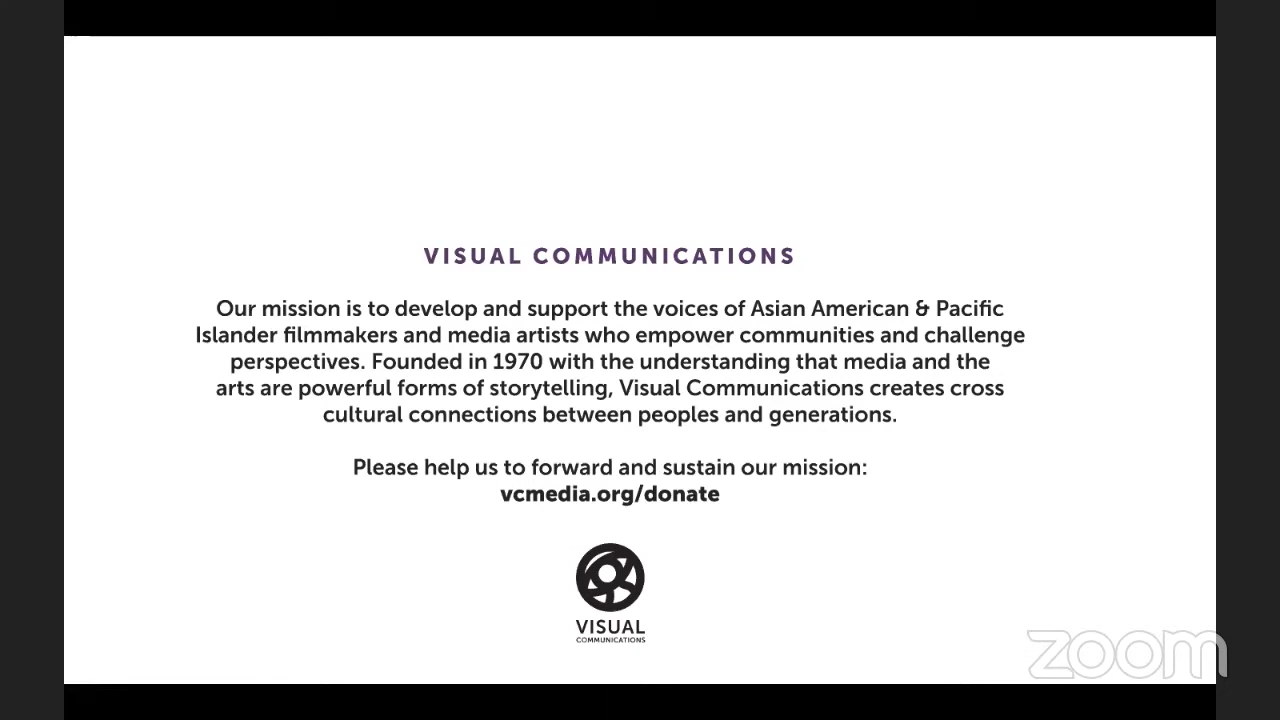 VISUAL COMMUNICATIONS
Our mission is to develop and support the voices of Asian American & Pacific
Islander filmmakers and media artists who empower communities and challenge
perspectives. Founded in 1970 with the understanding that media and the
arts are powerful forms of storytelling, Visual Communications creates cross
cultural connections between peoples and generations.
Please help us to forward and sustain our mission:
vcmedia.org/donate
VISUAL
COMMUNICATIONS
zoom